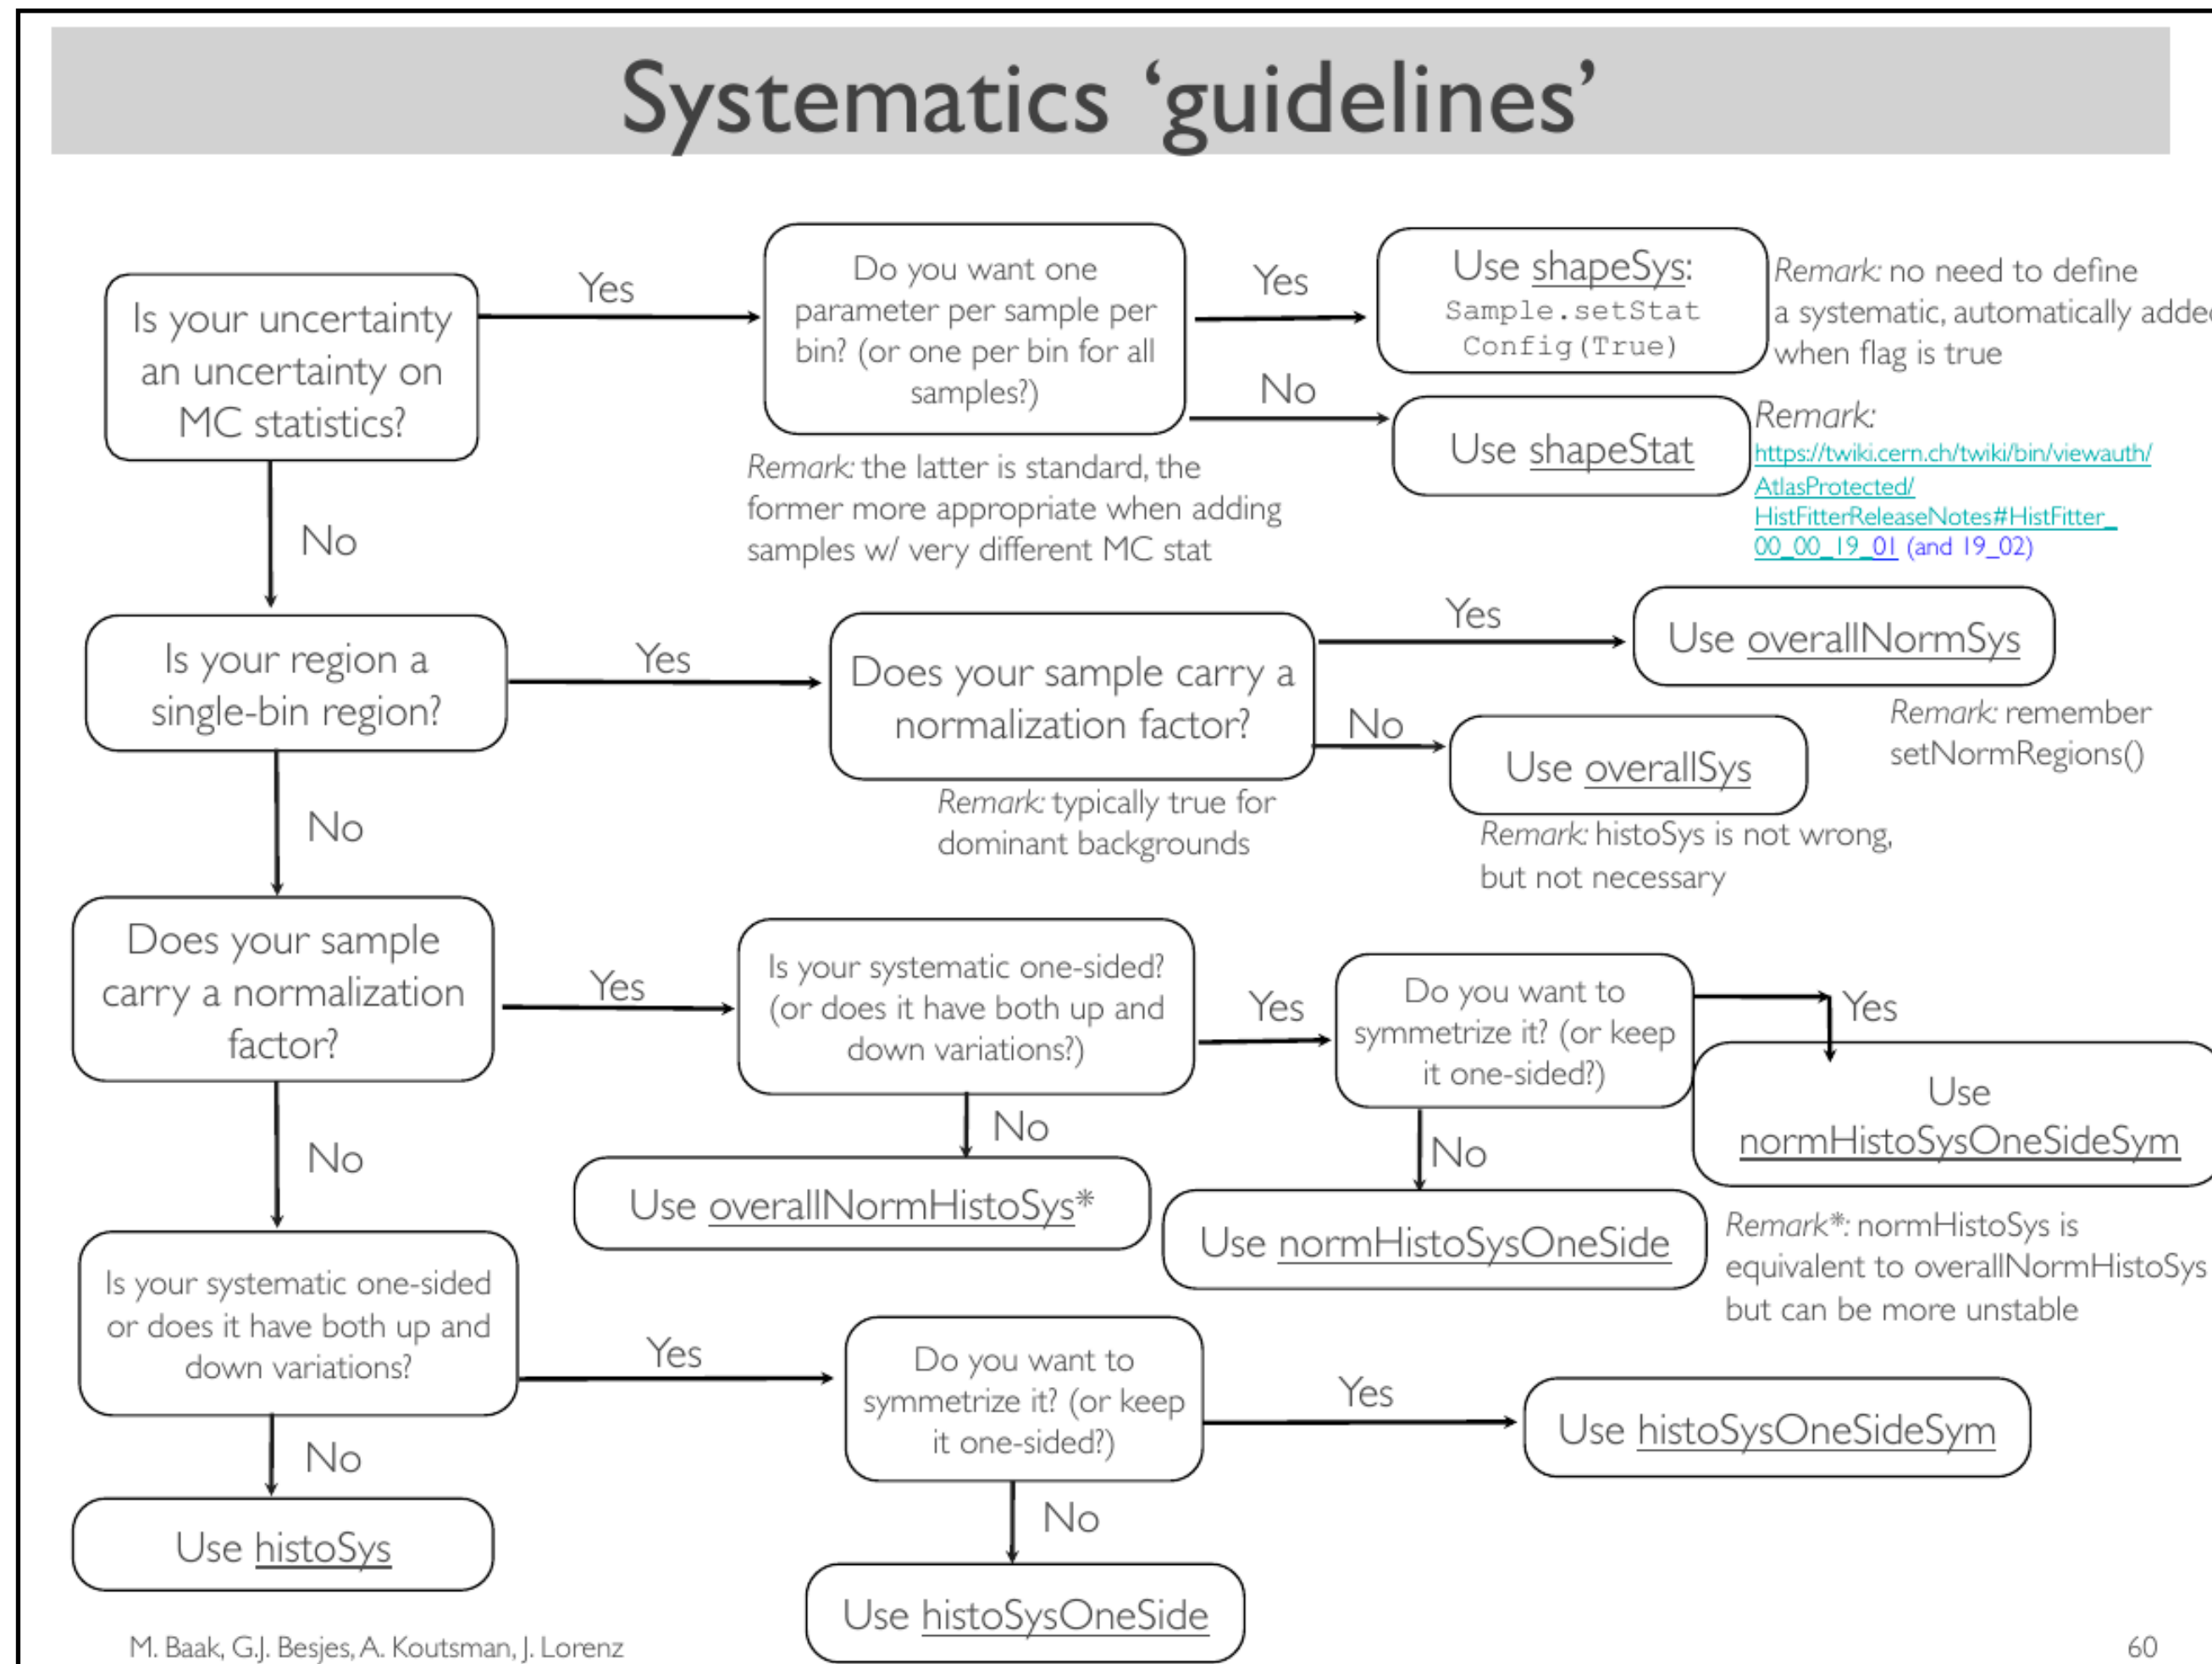 Systematics ‘guidelines’
Is your uncertainty
an uncertainty on
MC statistics?
Yes
Do you want one
parameter per sample per
bin? (or one per bin for all
samples?)
Yes
Use shapeSys:
Sample.setStat
Config(True)
Remark: no need to define
a systematic, automatically added
when flag is true
No
Use shapeStat
Remark:
https://twiki.cern.ch/twiki/bin/viewauth/
AtlasProtected/
HistFitterReleaseNotes#HistFitter_
00_00_19_01 (and 19_02)
Remark: the latter is standard, the
former more appropriate when adding
samples w/ very different MC stat
No
Is your region a
single-bin region?
Yes
Does your sample carry a
normalization factor?
Yes
Use overallNormSys
Remark: remember
setNormRegions()
No
Use overallSys
Remark: typically true for
dominant backgrounds
Remark: histoSys is not wrong,
but not necessary
No
Does your sample
carry a normalization
factor?
Yes
Is your systematic one-sided?
(or does it have both up and
down variations?)
Yes
Do you want to
symmetrize it? (or keep
it one-sided?)
Yes
Use
normHistoSysOneSideSym
No
Use overallNormHistoSys*
No
Use normHistoSysOneSide
Remark*: normHistoSys is
equivalent to overallNormHistoSys
but can be more unstable
No
Is your systematic one-sided
or does it have both up and
down variations?
Yes
Do you want to
symmetrize it? (or keep
it one-sided?)
Yes
Use histoSysOneSideSym
No
Use histoSys
No
Use histoSysOneSide
M. Baak, G.J. Besjes, A. Koutsman, J. Lorenz
60